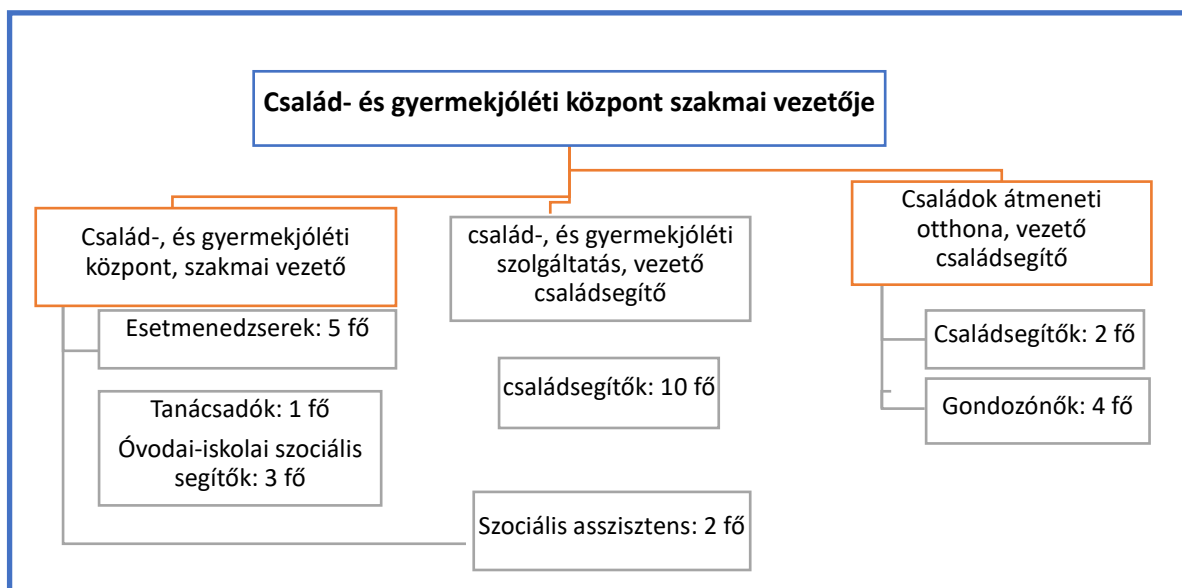 Család- és gyermekjóléti központ szakmai vezetője
Család-, és gyermekjóléti
központ, szakmai vezető
Esetmenedzserek: 5 fő
Tanácsadók: 1 fő
Óvodai-iskolai szociális
segítők: 3 fő
család-, és gyermekjóléti
szolgáltatás, vezető
családsegítő
családsegítők: 10 fő
Szociális asszisztens: 2 fő
Családok átmeneti
otthona, vezető
családsegítő
Családsegítők: 2 fő
Gondozónők: 4 fő